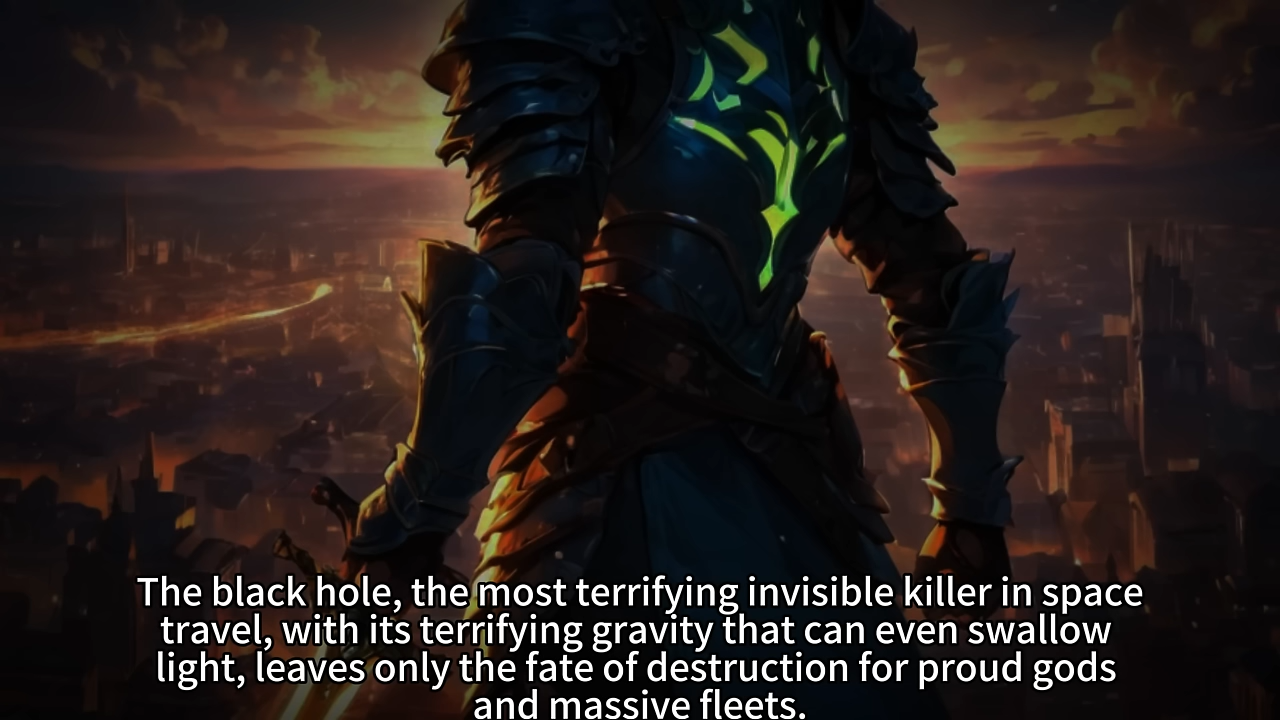 The black hole, the most terrifying invisible killer in space
travel, with its terrifying gravity that can even swallow
light, leaves only the fate of destruction for proud gods
and massive fleets.